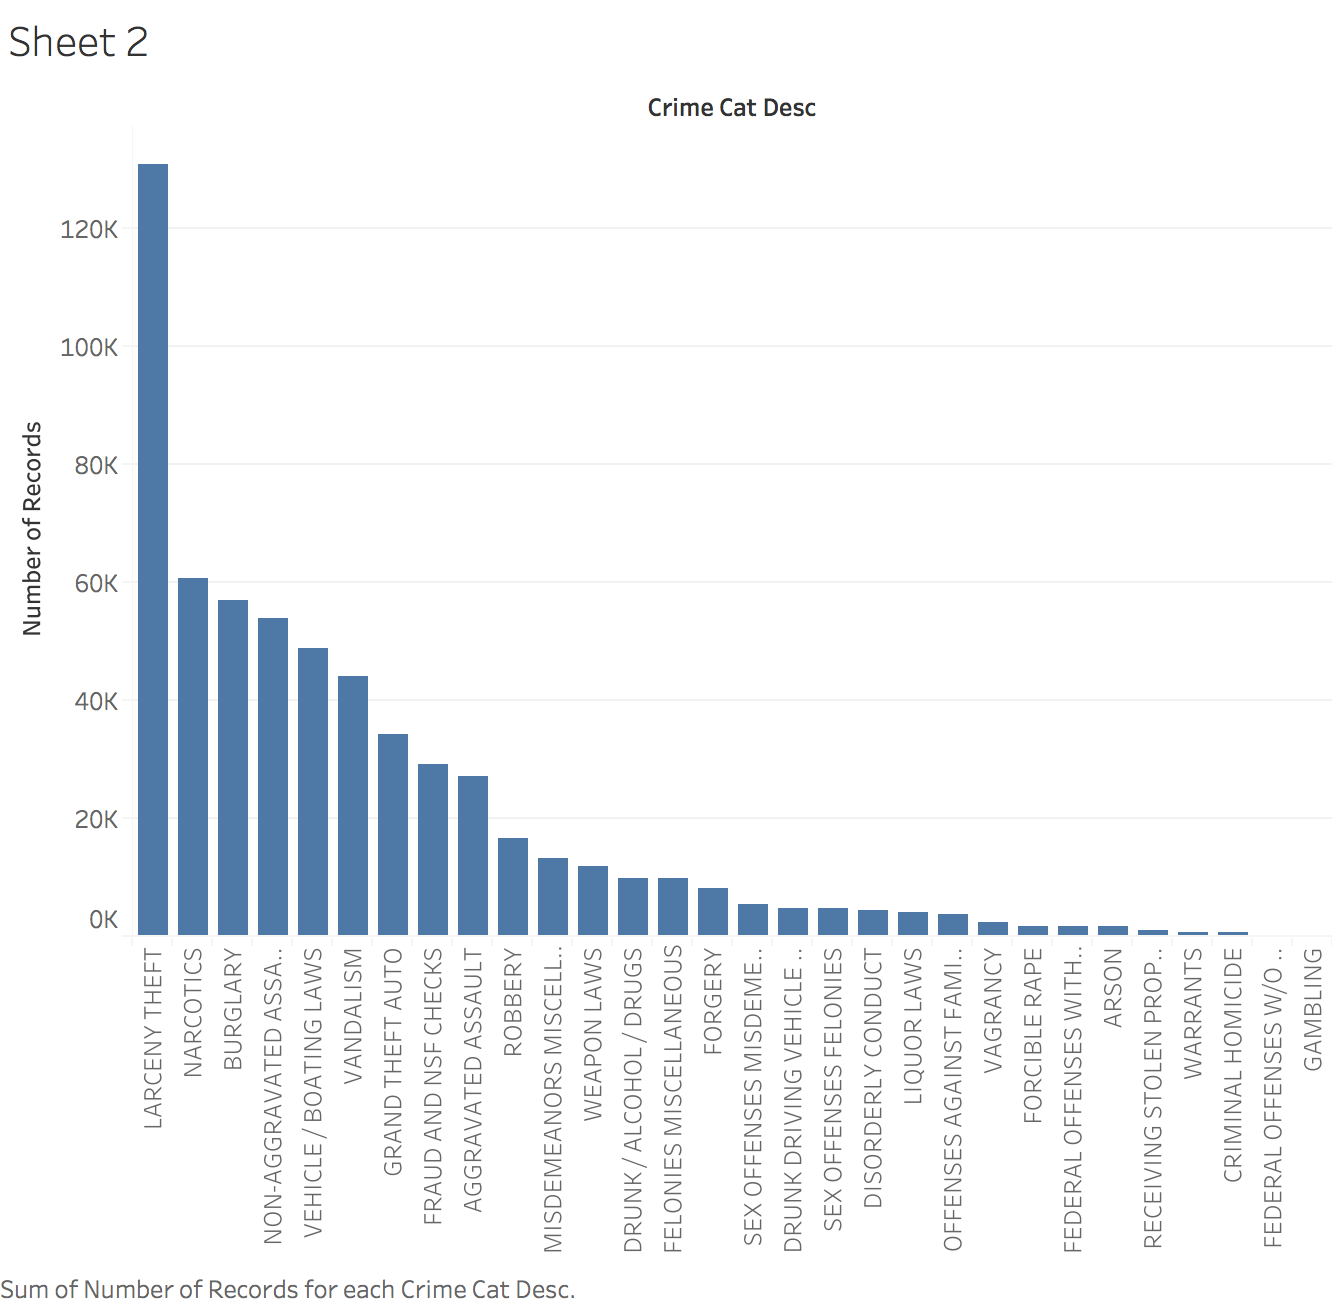 Sheet 2
Crime Cat Desc
Number of Records
120K
100K
80K
60K
40K
20K
0K
LARCENY THEFT
NARCOTICS
BURGLARY
NON-AGGRAVATED ASSA..
VEHICLE / BOATING LAWS
VANDALISM
GRAND THEFT AUTO
FRAUD AND NSF CHECKS
AGGRAVATED ASSAULT
ROBBERY
MISDEMEANORS MISCELL..
WEAPON LAWS
DRUNK / ALCOHOL / DRUGS
FELONIES MISCELLANEOUS
FORGERY
SEX OFFENSES MISDEME..
DRUNK DRIVING VEHICLE ..
SEX OFFENSES FELONIES
DISORDERLY CONDUCT
LIQUOR LAWS
OFFENSES AGAINST FAMI..
VAGRANCY
FORCIBLE RAPE
FEDERAL OFFENSES WITH..
ARSON
RECEIVING STOLEN PROP..
WARRANTS
CRIMINAL HOMICIDE
FEDERAL OFFENSES W/O ..
GAMBLING
Sum of Number of Records for each Crime Cat Desc.